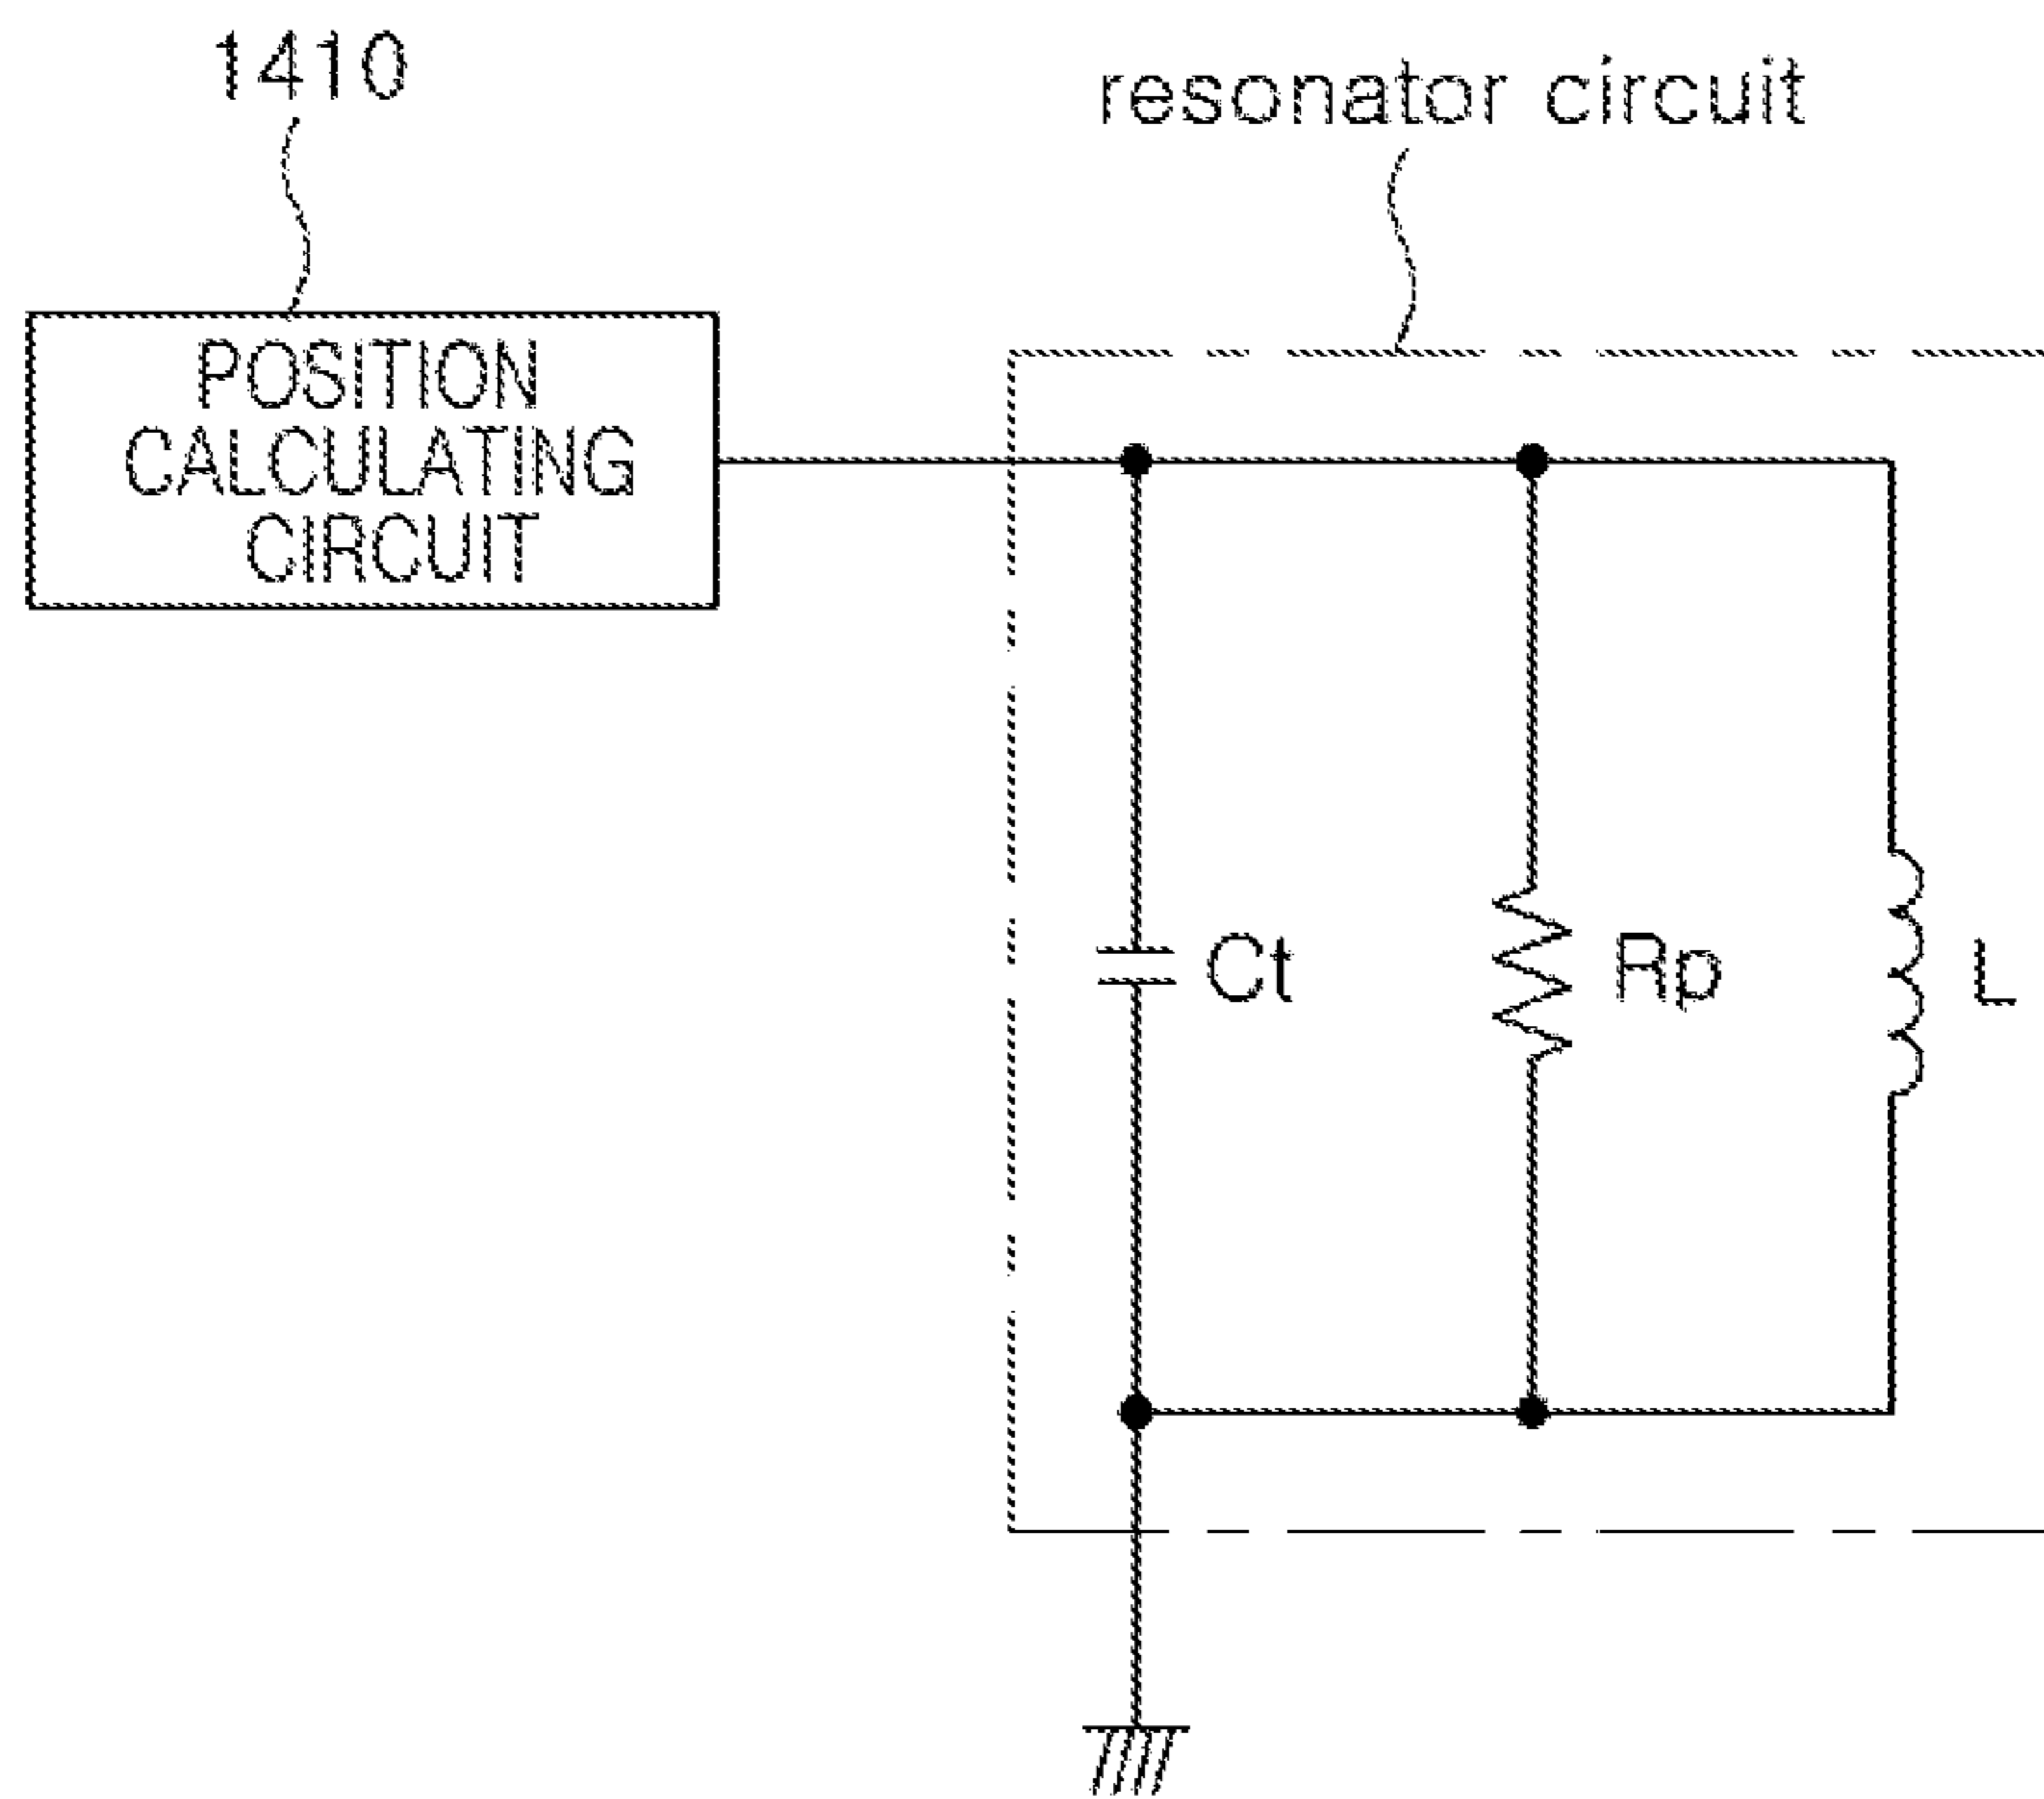 1410
resonator circuit
POSITION
CALCULATING
CIRCUIT
Ct
Rp
L